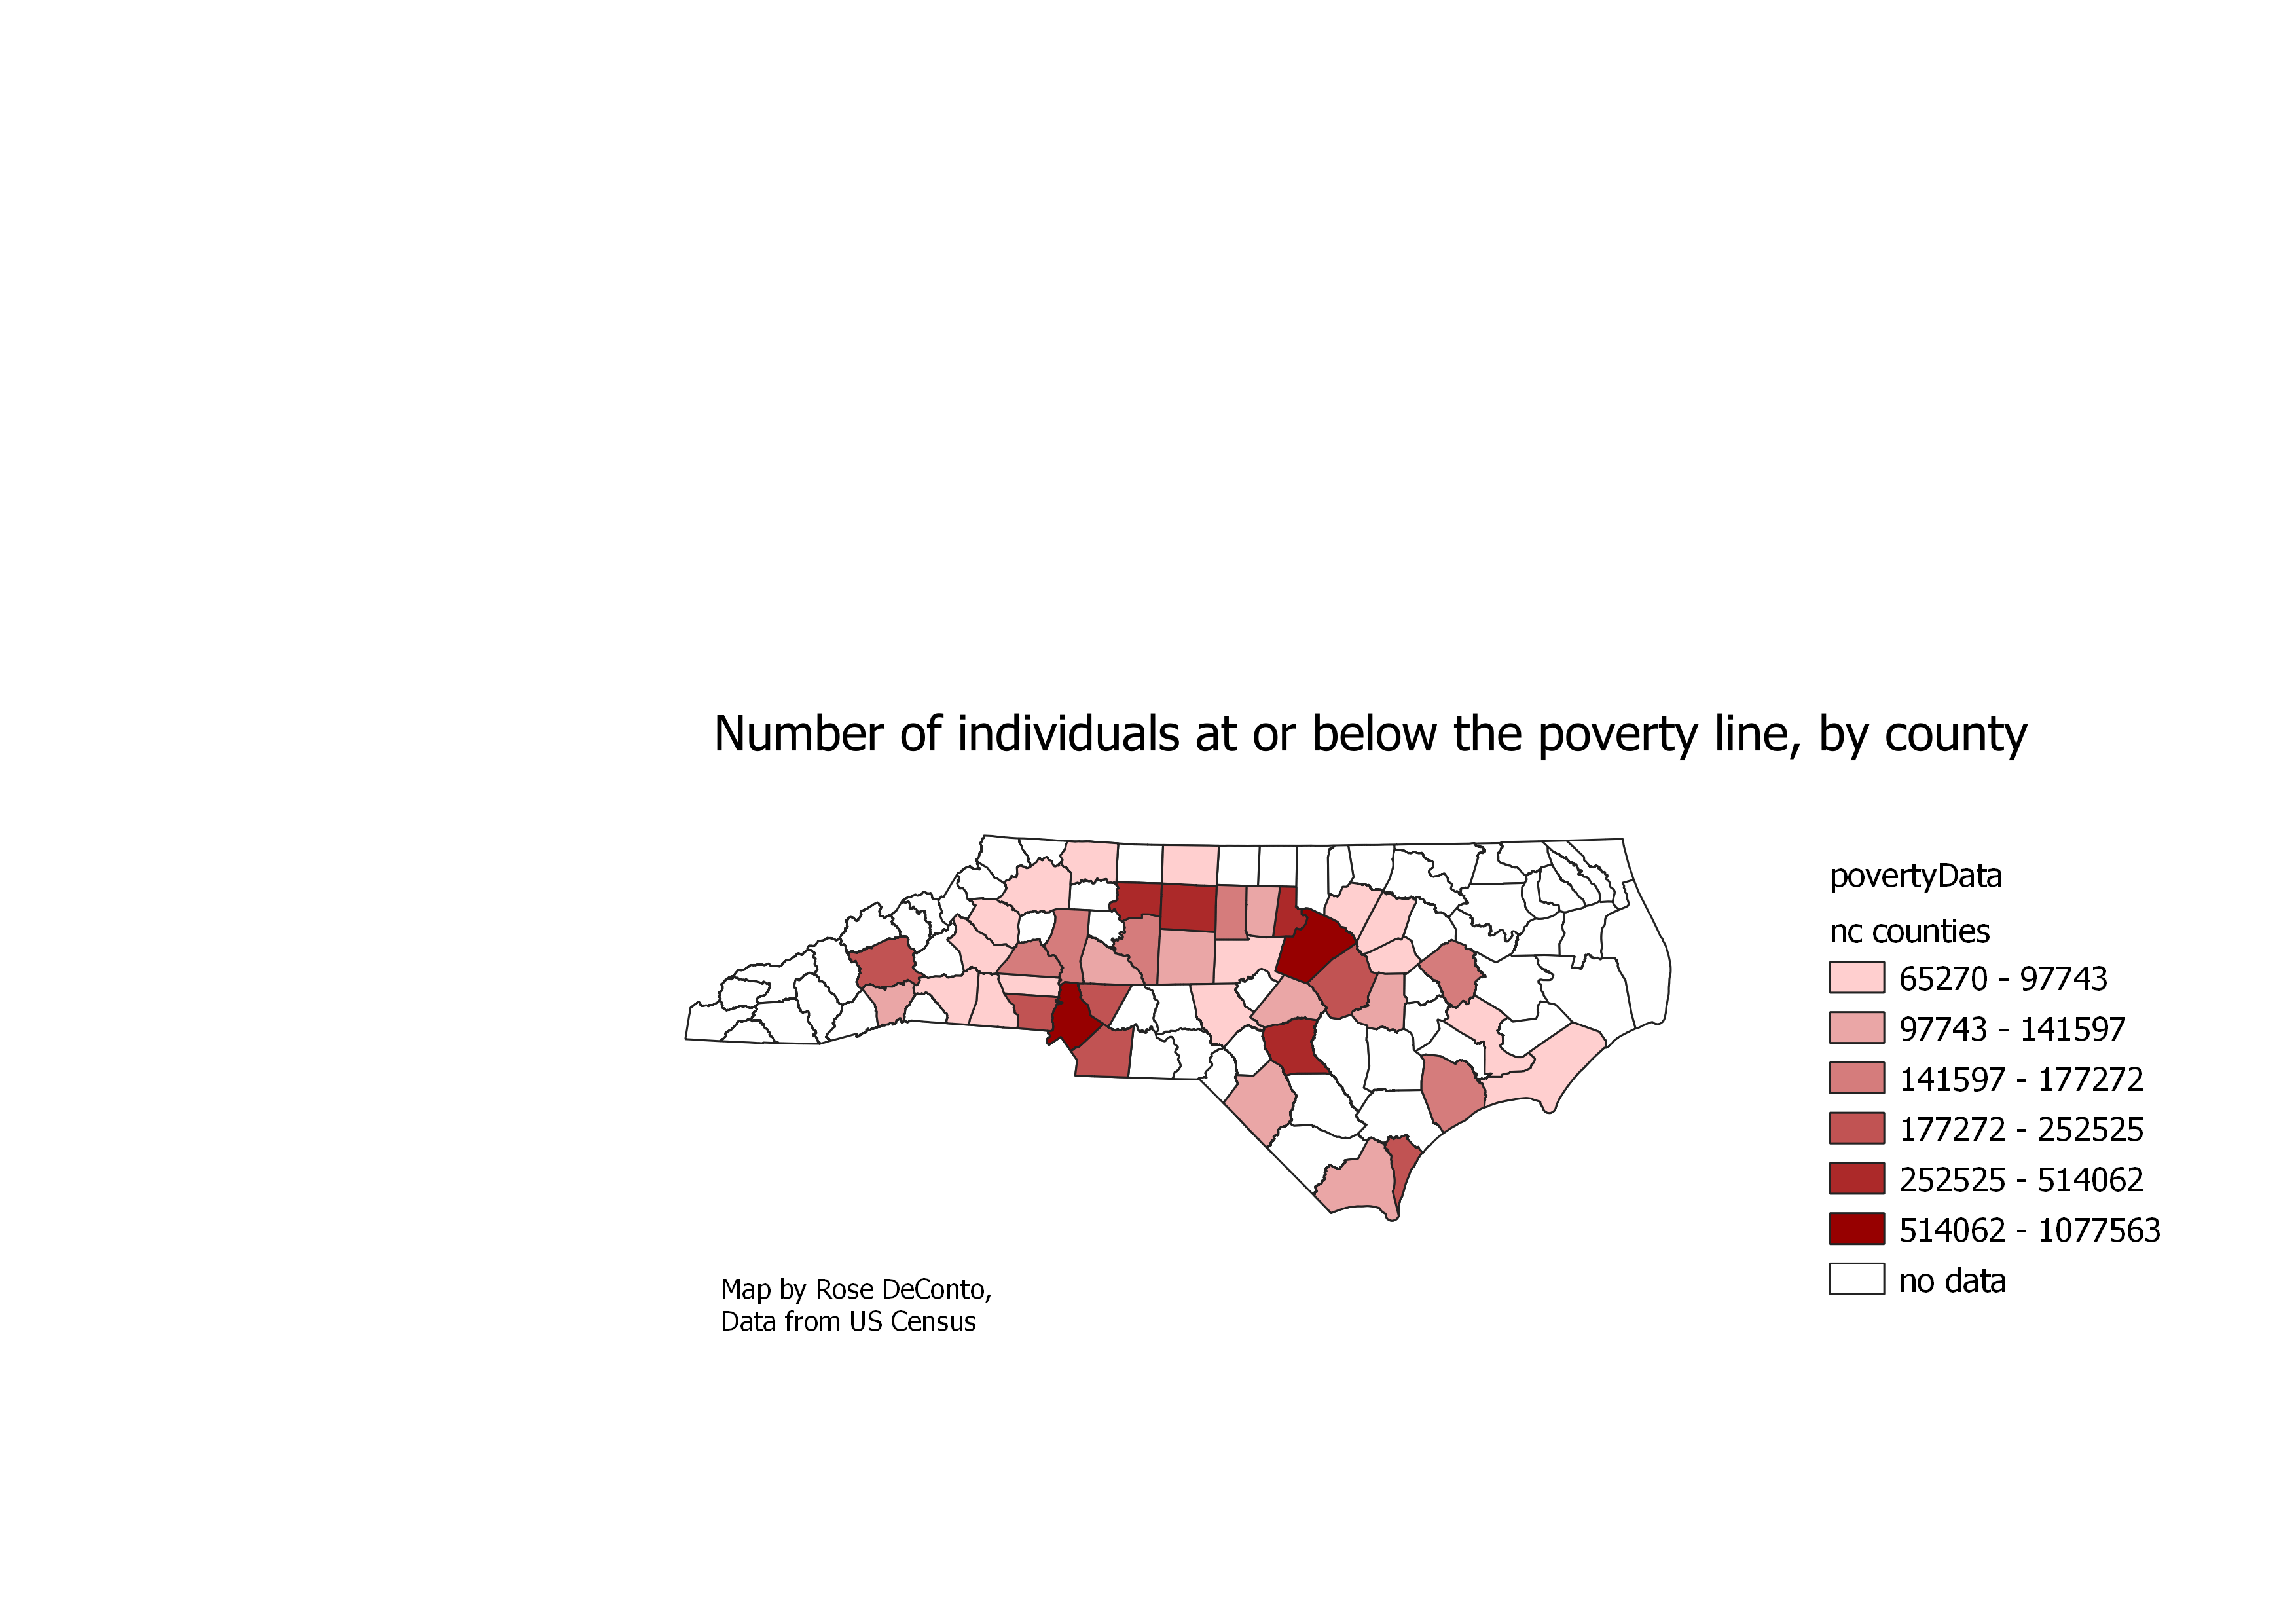 Number of individuals at or below the poverty line, by county
povertyData
nc counties
65270 - 97743
97743 - 141597
141597 - 177272
177272 - 252525
252525 - 514062
514062 - 1077563
no data
Map by Rose DeConto,
Data from US Census